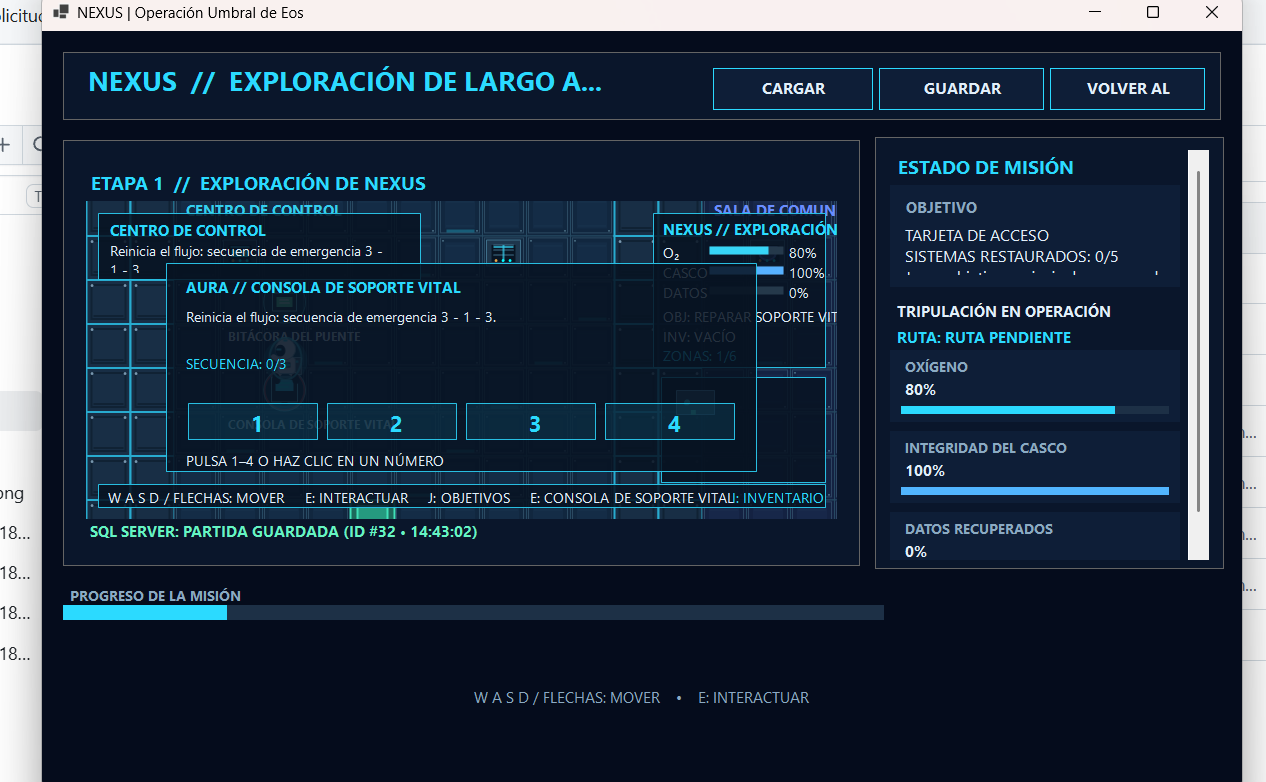 licitud
NEXUS | Operación Umbral de Eos
NEXUS // EXPLORACIÓN DE LARGO A...
CARGAR
GUARDAR
VOLVER AL
ETAPA 1 // EXPLORACIÓN DE NEXUS
CENTRO DE CONTROL
SALA DE COMUN
CENTRO DE CONTROL
Reinicia el flujo: secuencia de emergencia 3 -
1 - 3
NEXUS // EXPLORACIÓN
O₂ 80%
CASCO 100%
DATOS 0%
OBJ: REPARAR SOPORTE VIT
INV: VACÍO
ZONAS: 1/6
AURA // CONSOLA DE SOPORTE VITAL
Reinicia el flujo: secuencia de emergencia 3 - 1 - 3.
BITÁCORA DEL PUENTE
SECUENCIA: 0/3
1 2 3 4
CONSOLA DE SOPORTE VITAL
PULSA 1–4 O HAZ CLIC EN UN NÚMERO
W A S D / FLECHAS: MOVER E: INTERACTUAR J: OBJETIVOS E: CONSOLA DE SOPORTE VITAL I: INVENTARIO
SQL SERVER: PARTIDA GUARDADA (ID #32 • 14:43:02)
ESTADO DE MISIÓN
OBJETIVO
TARJETA DE ACCESO
SISTEMAS RESTAURADOS: 0/5
TRIPULACIÓN EN OPERACIÓN
RUTA: RUTA PENDIENTE
OXÍGENO
80%
INTEGRIDAD DEL CASCO
100%
DATOS RECUPERADOS
0%
PROGRESO DE LA MISIÓN
W A S D / FLECHAS: MOVER • E: INTERACTUAR
ong
18...
18...
18...
18...